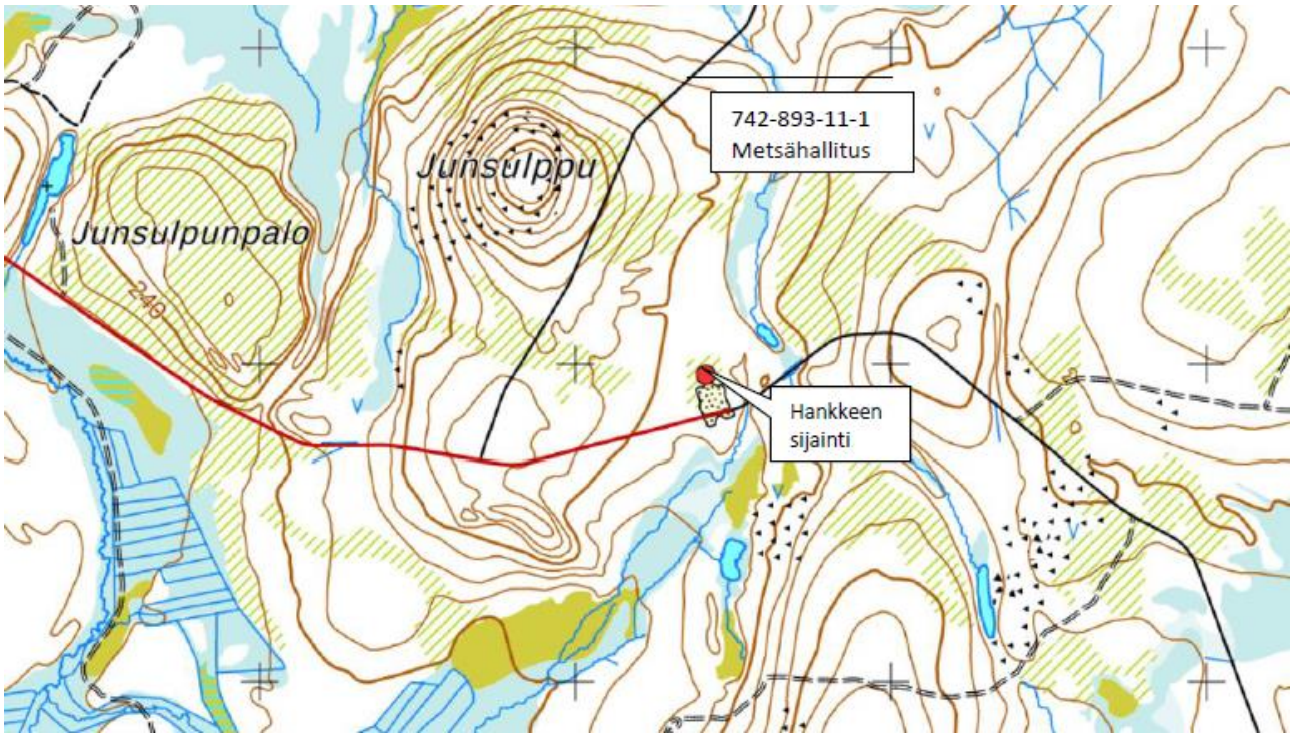 742-893-11-1
Metsähallitus
Junsulppu
Junsulpunpalo
240
Hankkeen
sijainti
V
V
V
V